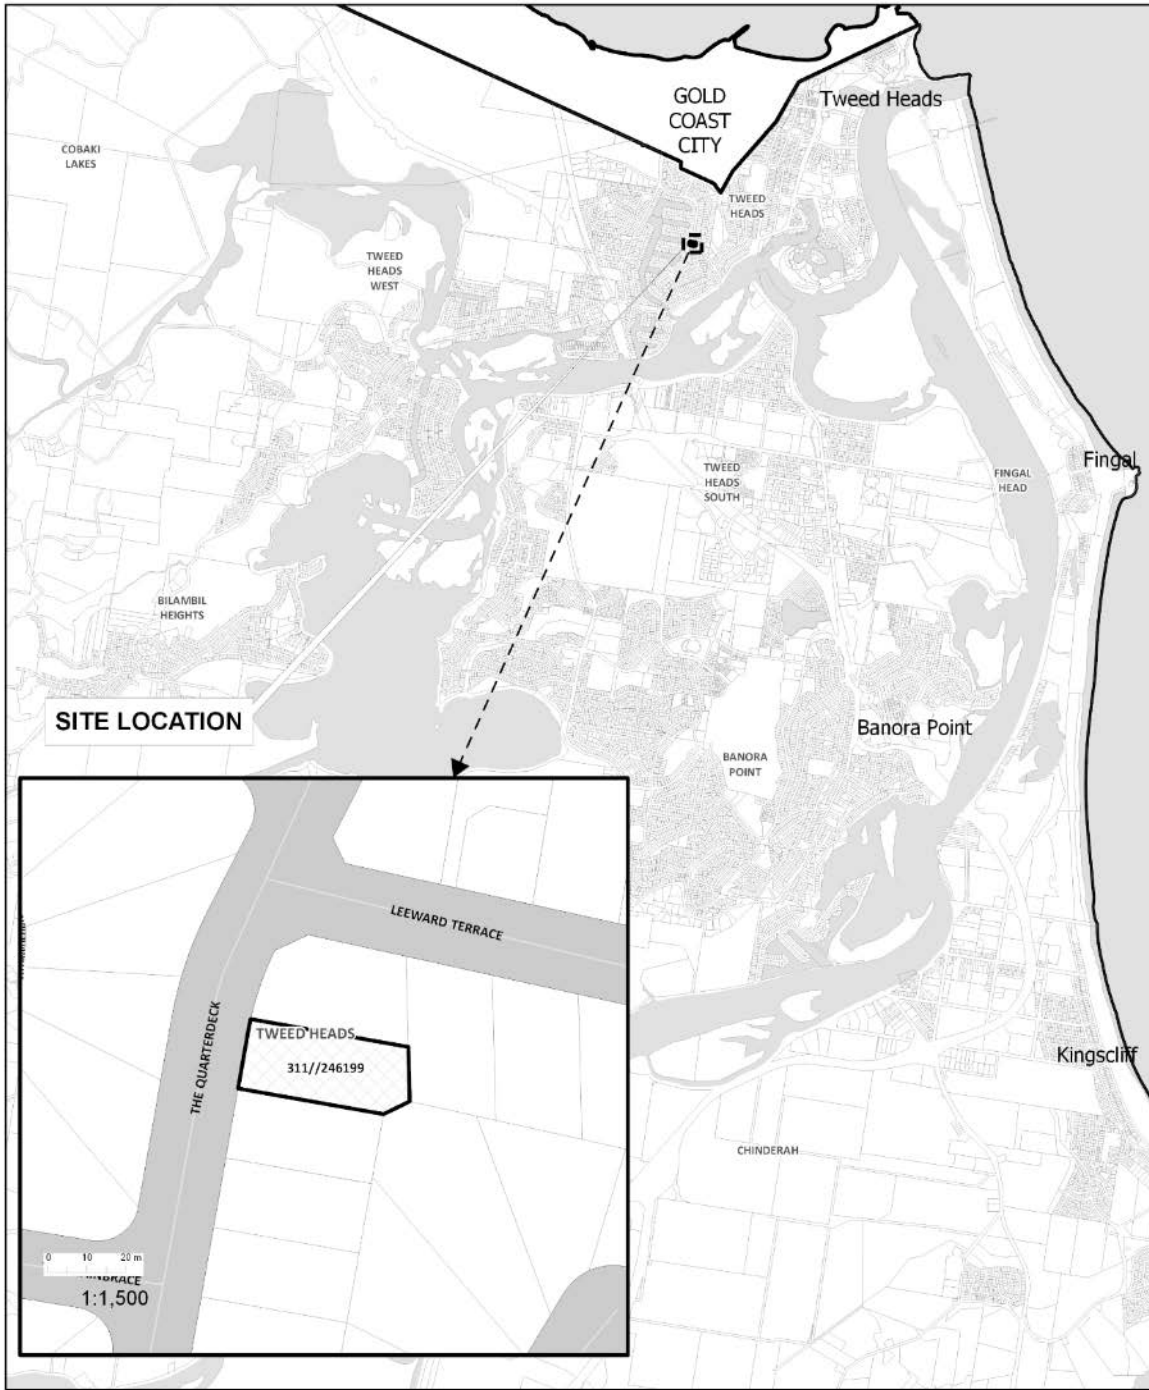 GOLD
COAST
CITY
Tweed Heads
COBAKI
LAKES
TWEED
HEADS
TWEED
HEADS
WEST
Fingal
TWEED
HEADS
SOUTH
FINGAL
HEAD
BILAMBIL
HEIGHTS
SITE LOCATION
Banora Point
BANORA
POINT
LEEWARD TERRACE
THE QUARTERDECK
TWEED HEADS
311//246199
Kingscliff
CHINDERAH
0 10 20 m
1:1,500